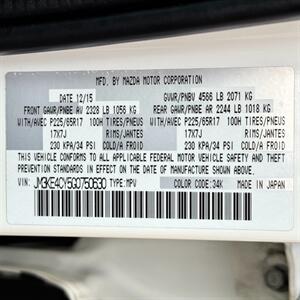 MFD. BY MAZDA MOTOR CORPORATION
DATE 12/15 GVWR/PNBV 4566 LB 2071 KG
FRONT GAWR/PNBE AV 2328 LB 1056 KG REAR GAWR/PNBE AR 2244 LB 1018 KG
WITH/AVEC P225/65R17 100H TIRES/PNEUS WITH/AVEC P225/65R17 100H TIRES/PNEUS
17X7J RIMS/JANTES 17X7J RIMS/JANTES
230 KPA/34 PSI COLD/A FROID 230 KPA/34 PSI COLD/A FROID
THIS VEHICLE CONFORMS TO ALL APPLICABLE FEDERAL MOTOR VEHICLE
SAFETY, BUMPER, AND THEFT PREVENTION STANDARDS
IN EFFECT ON THE DATE OF MANUFACTURE SHOWN ABOVE.
JM3KE4CY5G0750630 TYPE:MPV COLOR CODE: 34K
MADE IN JAPAN